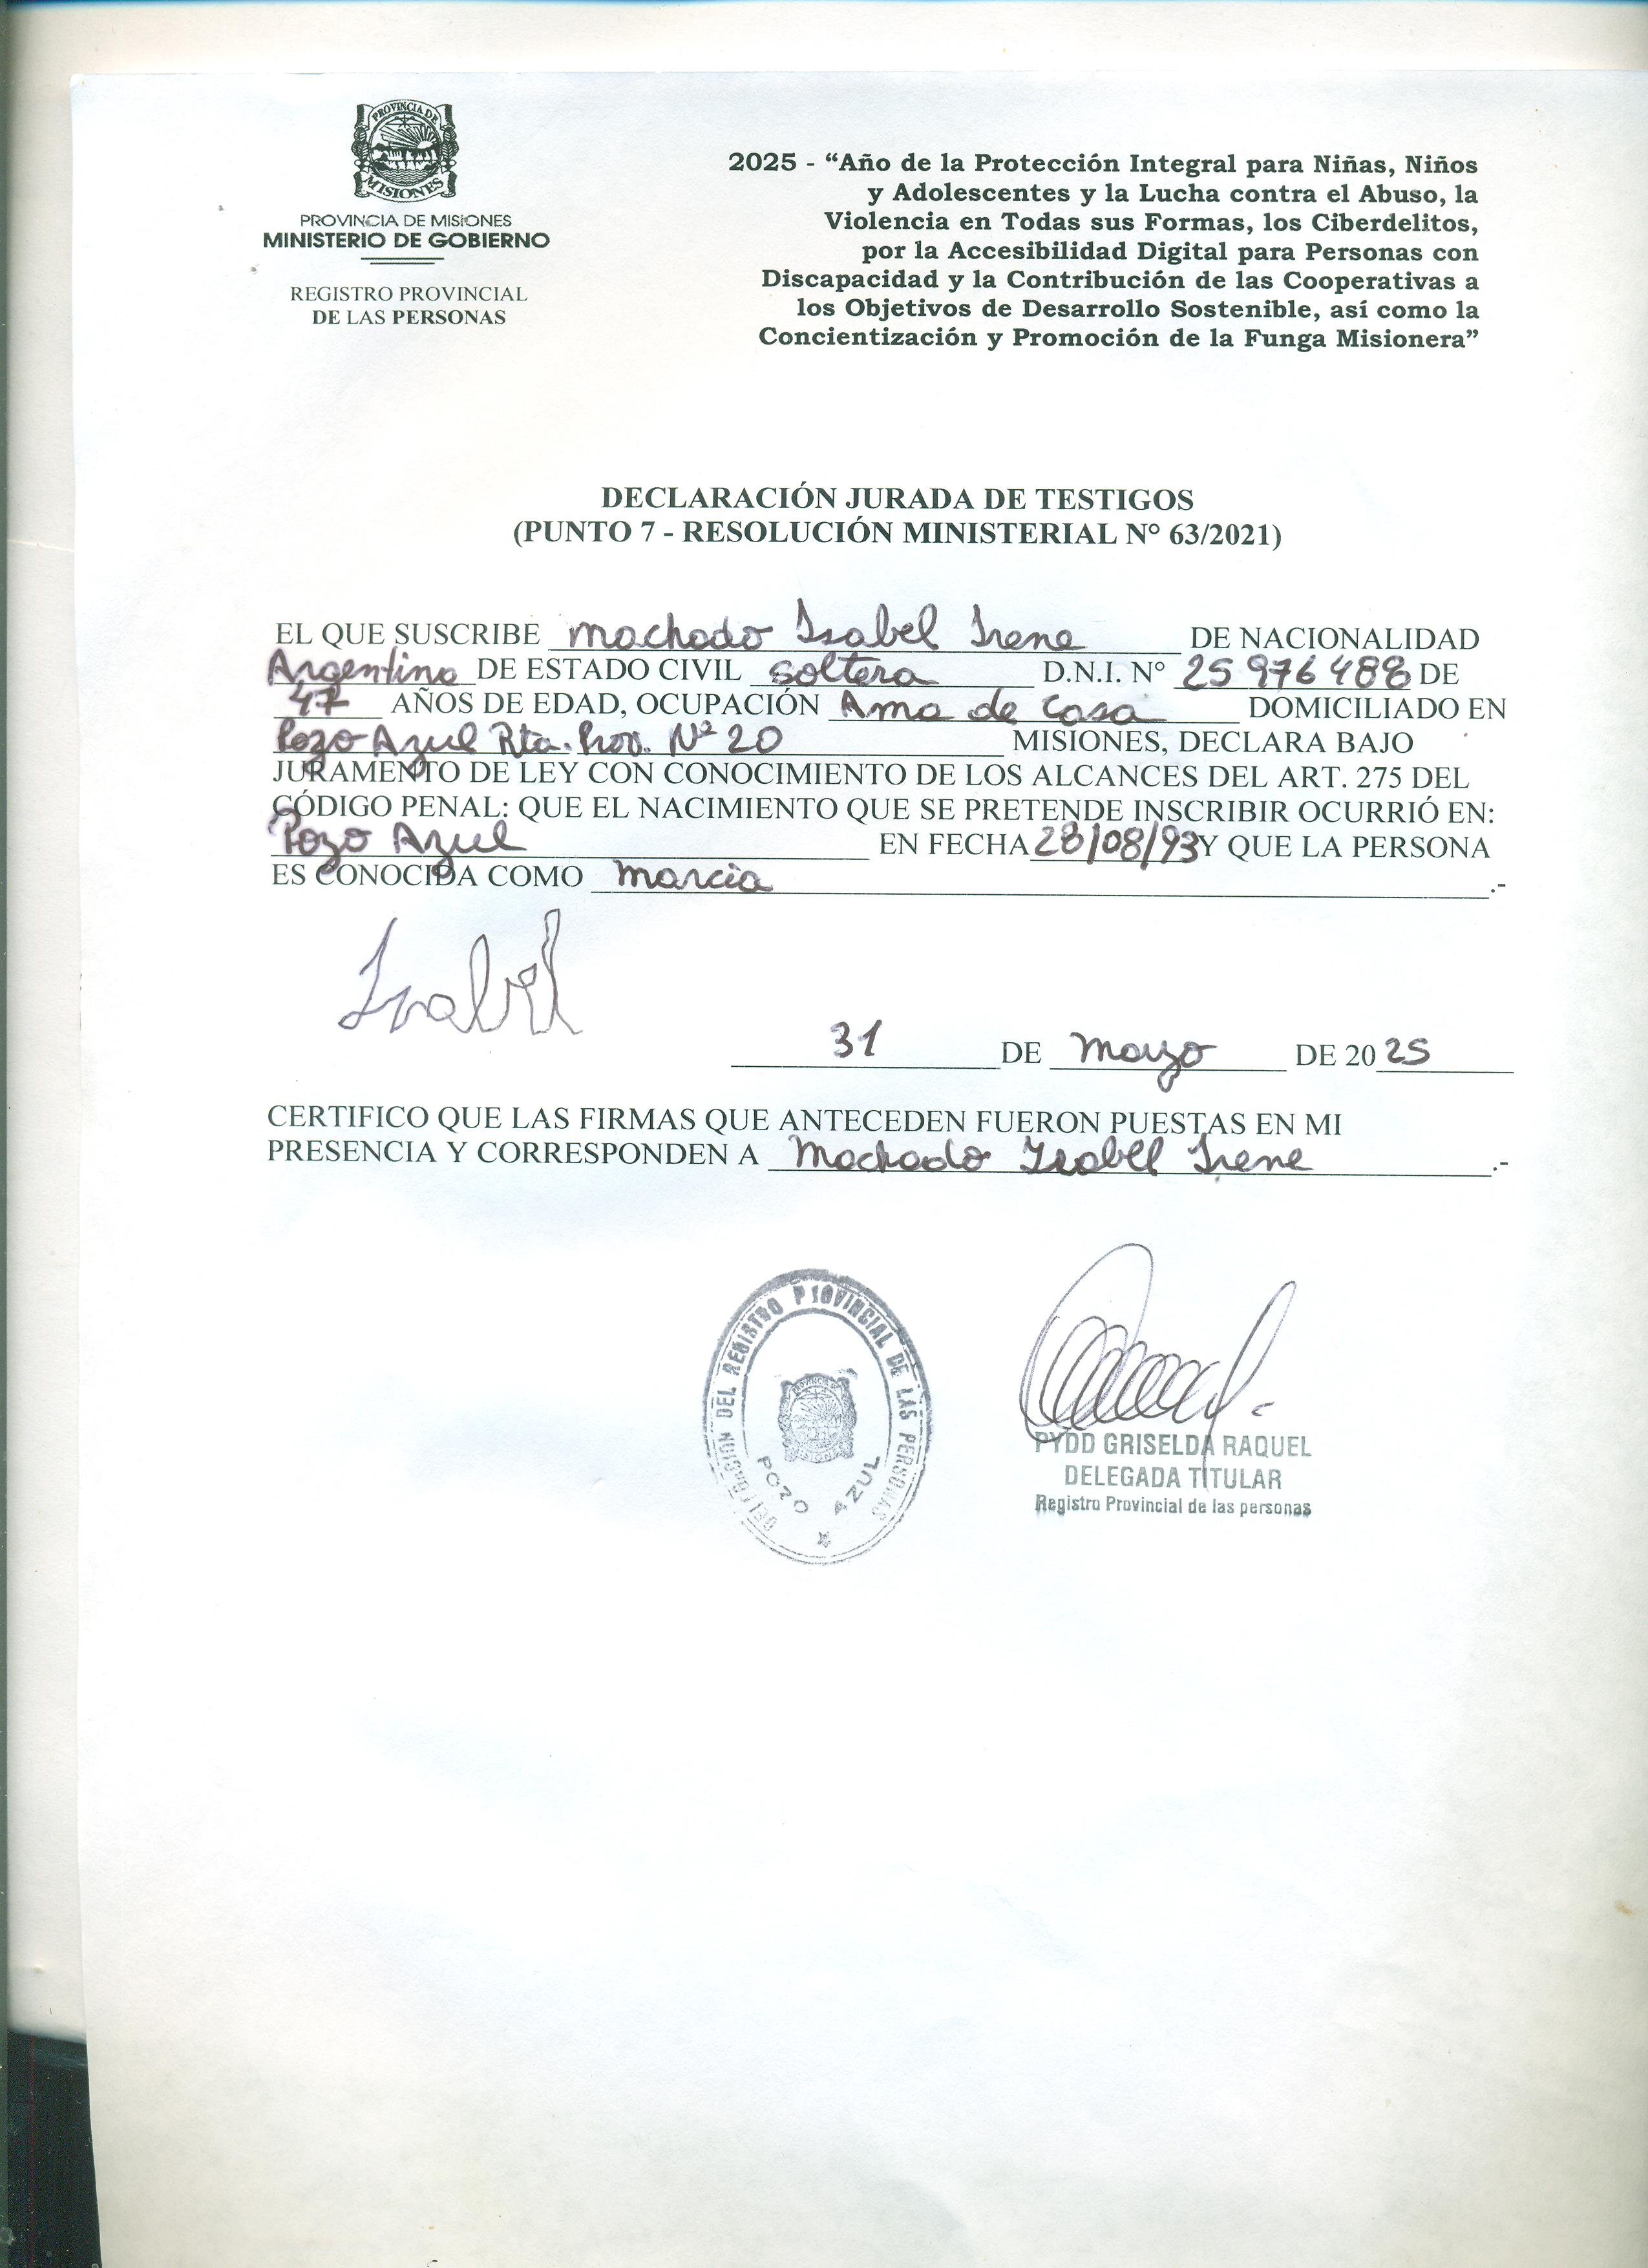 PROVINCIA DE
MISIONES
PROVINCIA DE MISIONES
MINISTERIO DE GOBIERNO
REGISTRO PROVINCIAL
DE LAS PERSONAS
2025 - “Año de la Protección Integral para Niñas, Niños
y Adolescentes y la Lucha contra el Abuso, la
Violencia en Todas sus Formas, los Ciberdelitos,
por la Accesibilidad Digital para Personas con
Discapacidad y la Contribución de las Cooperativas a
los Objetivos de Desarrollo Sostenible, así como la
Concientización y Promoción de la Funga Misionera”
DECLARACIÓN JURADA DE TESTIGOS
(PUNTO 7 - RESOLUCIÓN MINISTERIAL N° 63/2021)
EL QUE SUSCRIBE Machado Isabel Irene DE NACIONALIDAD
Argentina DE ESTADO CIVIL soltera D.N.I. N° 25 976 488 DE
47 AÑOS DE EDAD, OCUPACIÓN Ama de Casa DOMICILIADO EN
Pozo Azul Rta. Prov. Nº 20 MISIONES, DECLARA BAJO
JURAMENTO DE LEY CON CONOCIMIENTO DE LOS ALCANCES DEL ART. 275 DEL
CÓDIGO PENAL: QUE EL NACIMIENTO QUE SE PRETENDE INSCRIBIR OCURRIÓ EN:
Pozo Azul EN FECHA 28/08/93 Y QUE LA PERSONA
ES CONOCIDA COMO Marcia .-
Isabel
31 DE Mayo DE 2025
CERTIFICO QUE LAS FIRMAS QUE ANTECEDEN FUERON PUESTAS EN MI
PRESENCIA Y CORRESPONDEN A Machado Isabel Irene .-
DEL REGISTRO PROVINCIAL DE LAS PERSONAS
POZO AZUL
PYDD GRISELDA RAQUEL
DELEGADA TITULAR
Registro Provincial de las personas